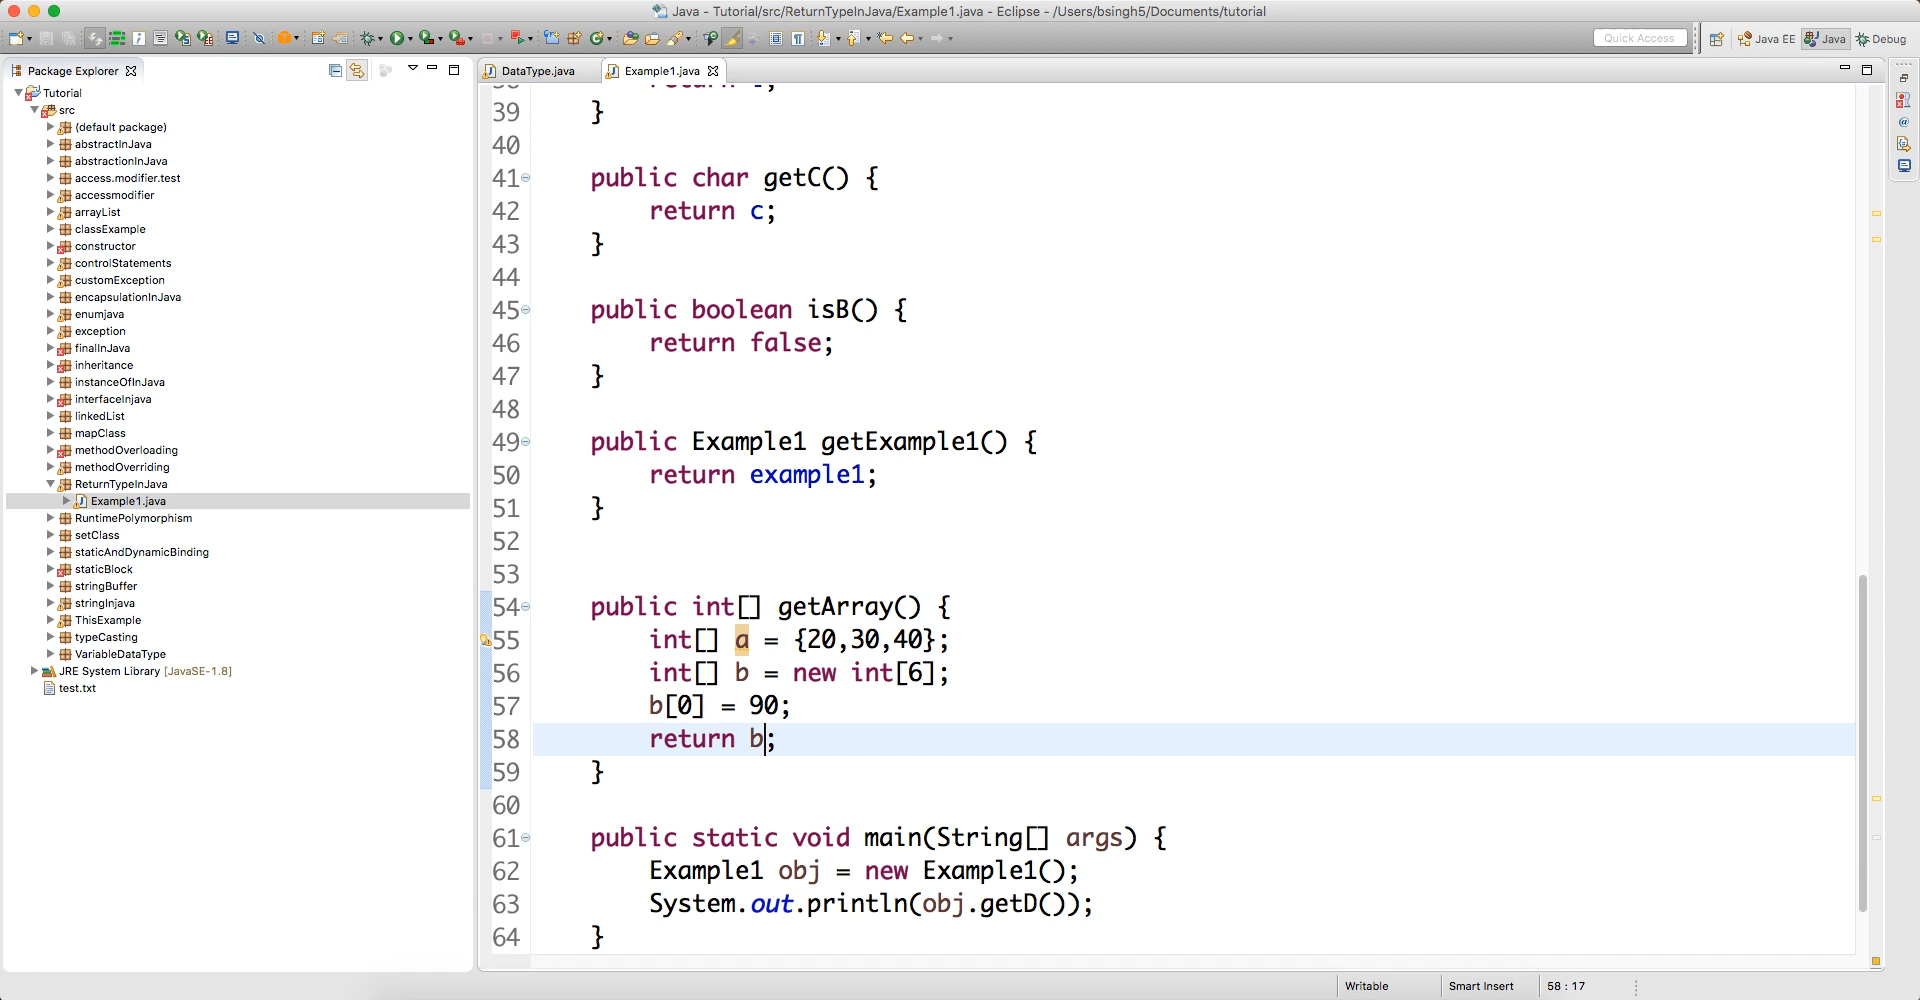 Java - Tutorial/src/ReturnTypeInJava/Example1.java - Eclipse - /Users/bsingh5/Documents/tutorial
Quick Access
Java EE
Java
Debug
Package Explorer
Tutorial
src
(default package)
abstractInJava
abstractionInJava
access.modifier.test
accessmodifier
arrayList
classExample
constructor
controlStatements
customException
encapsulationInJava
enumjava
exception
finalInJava
inheritance
instanceOfInJava
interfaceInjava
linkedList
mapClass
methodOverloading
methodOverriding
ReturnTypeInJava
Example1.java
RuntimePolymorphism
setClass
staticAndDynamicBinding
staticBlock
stringBuffer
stringInjava
ThisExample
typeCasting
VariableDataType
JRE System Library [JavaSE-1.8]
test.txt
DataType.java
Example1.java
39 }
40
41 public char getC() {
42 return c;
43 }
44
45 public boolean isB() {
46 return false;
47 }
48
49 public Example1 getExample1() {
50 return example1;
51 }
52
53
54 public int[] getArray() {
55 int[] a = {20,30,40};
56 int[] b = new int[6];
57 b[0] = 90;
58 return b;
59 }
60
61 public static void main(String[] args) {
62 Example1 obj = new Example1();
63 System.out.println(obj.getD());
64 }
Writable
Smart Insert
58 : 17